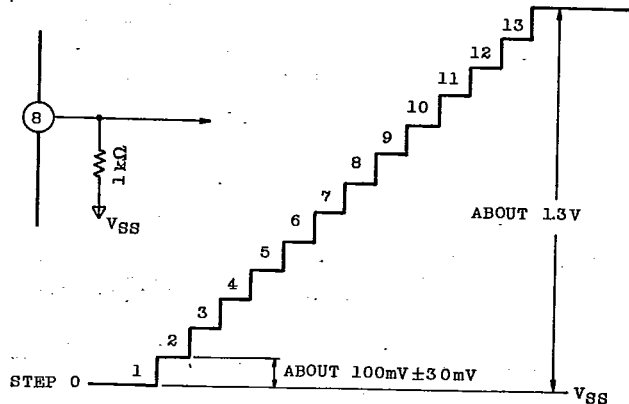 13
12
11
10
9
8
7
6
5
4
3
2
1
8
1kΩ
VSS
ABOUT 1.3V
ABOUT 100mV±30mV
STEP 0
VSS